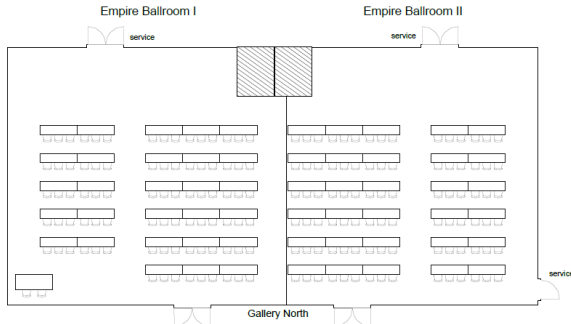 Empire Ballroom I
Empire Ballroom II
service
service
service
Gallery North